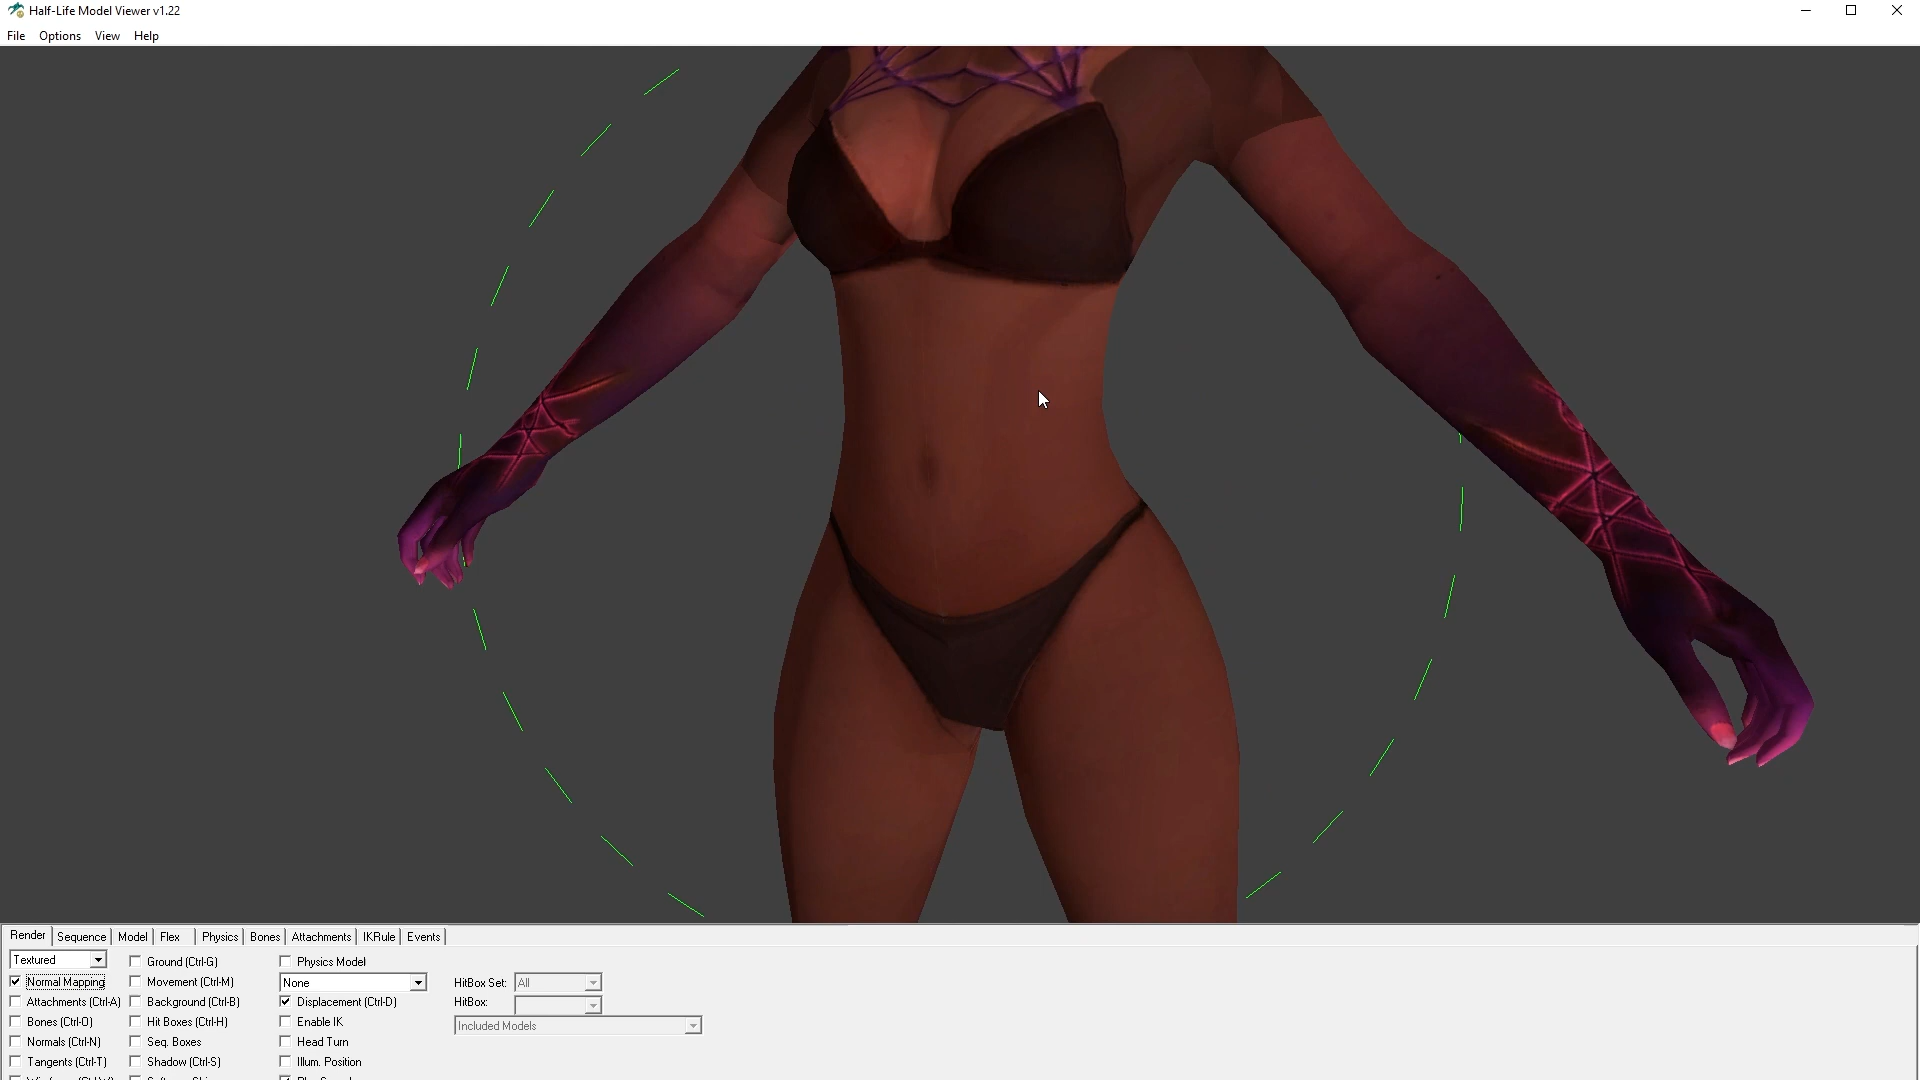 Half-Life Model Viewer v1.22
File Options View Help
Render Sequence Model Flex Physics Bones Attachments IKRule Events
Textured
Ground (Ctrl-G)
Physics Model
Normal Mapping
Movement (Ctrl-M)
None
HitBox Set: All
Attachments (Ctrl-A)
Background (Ctrl-B)
Displacement (Ctrl-D)
HitBox:
Bones (Ctrl-O)
Hit Boxes (Ctrl-H)
Enable IK
Included Models
Normals (Ctrl-N)
Seq. Boxes
Head Turn
Tangents (Ctrl-T)
Shadow (Ctrl-S)
Illum. Position